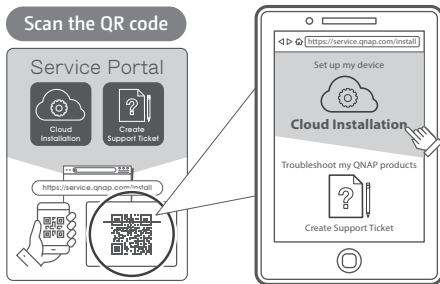 Scan the QR code
Service Portal
Cloud
Installation
Create
Support Ticket
https://service.qnap.com/install
https://service.qnap.com/install
Set up my device
Cloud Installation
Troubleshoot my QNAP products
Create Support Ticket